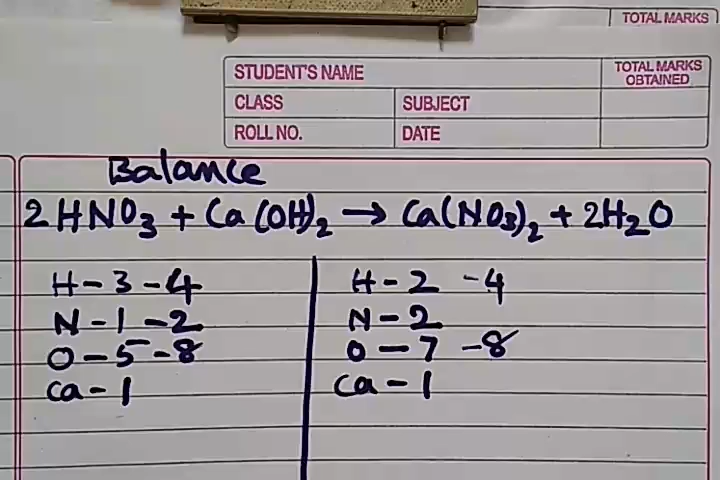 TOTAL MARKS
STUDENT'S NAME TOTAL MARKS OBTAINED
CLASS SUBJECT
ROLL NO. DATE
Balance
2HNO₃ + Ca(OH)₂ → Ca(NO₃)₂ + 2H₂O
H - 3 - 4 H - 2 - 4
N - 1 - 2 N - 2
O - 5 - 8 O - 7 - 8
Ca - 1 Ca - 1